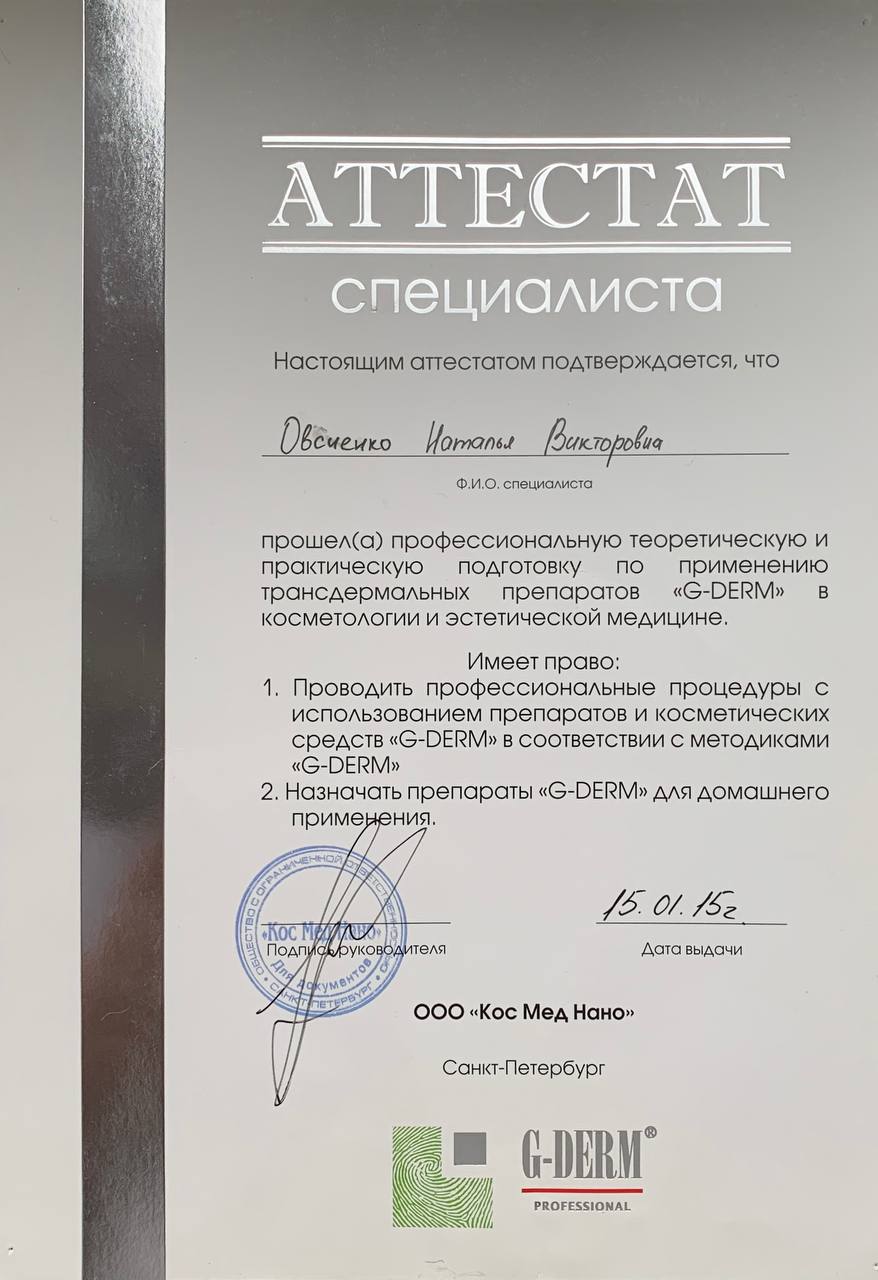 АТТЕСТАТ
специалиста
Настоящим аттестатом подтверждается, что
Овсиенко Наталья Викторовна
Ф.И.О. специалиста
прошел(а) профессиональную теоретическую и
практическую подготовку по применению
трансдермальных препаратов «G-DERM» в
косметологии и эстетической медицине.
Имеет право:
1. Проводить профессиональные процедуры с
использованием препаратов и косметических
средств «G-DERM» в соответствии с методиками
«G-DERM»
2. Назначать препараты «G-DERM» для домашнего
применения.
ОБЩЕСТВО С ОГРАНИЧЕННОЙ ОТВЕТСТВЕННОСТЬЮ
«Кос Мед Нано»
Для документов
САНКТ-ПЕТЕРБУРГ
15.01.15г.
Подпись руководителя
Дата выдачи
ООО «Кос Мед Нано»
Санкт-Петербург
G-DERM®
PROFESSIONAL